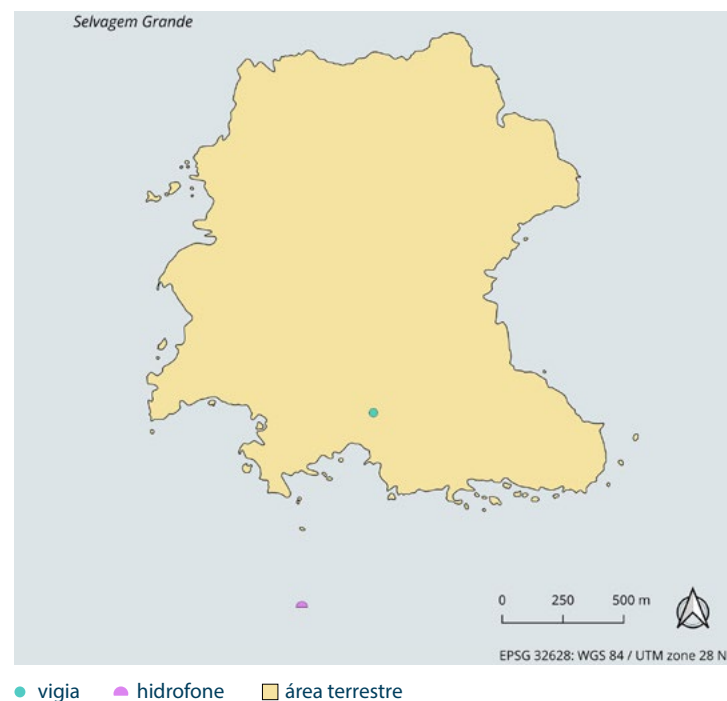 Selvagem Grande
0 250 500 m
EPSG 32628: WGS 84 / UTM zone 28 N
vigia hidrofone área terrestre